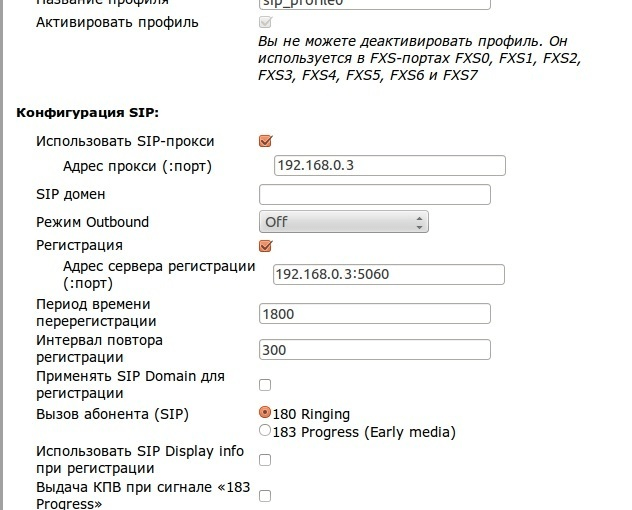 Название профиля
sip_profile0
Активировать профиль
Вы не можете деактивировать профиль. Он
используется в FXS-портах FXS0, FXS1, FXS2,
FXS3, FXS4, FXS5, FXS6 и FXS7
Конфигурация SIP:
Использовать SIP-прокси
Адрес прокси (:порт)
192.168.0.3
SIP домен
Режим Outbound
Off
Регистрация
Адрес сервера регистрации
(:порт)
192.168.0.3:5060
Период времени
перерегистрации
1800
Интервал повтора
регистрации
300
Применять SIP Domain для
регистрации
Вызов абонента (SIP)
180 Ringing
183 Progress (Early media)
Использовать SIP Display info
при регистрации
Выдача КПВ при сигнале «183
Progress»